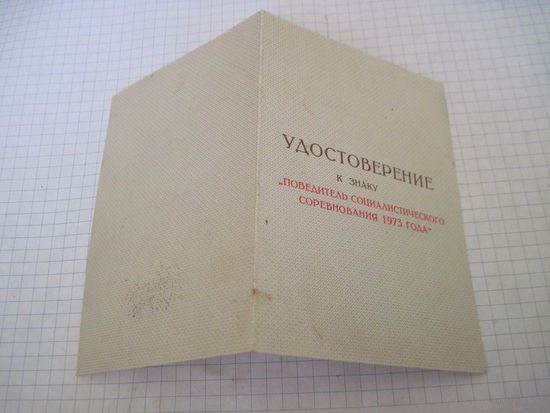 УДОСТОВЕРЕНИЕ
К ЗНАКУ
„ПОБЕДИТЕЛЬ СОЦИАЛИСТИЧЕСКОГО
СОРЕВНОВАНИЯ 1973 ГОДА“